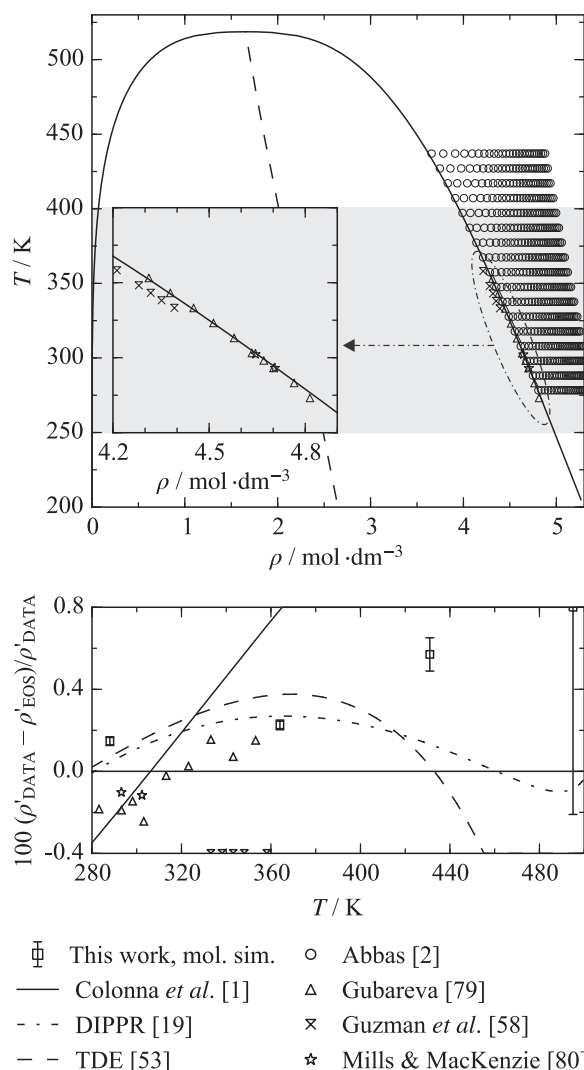 500
450
400
350
300
250
200
T / K
4.2
4.5
4.8
ρ / mol·dm⁻³
0
1
2
3
4
5
ρ / mol·dm⁻³
0.8
0.4
0.0
-0.4
100 (ρ'DATA – ρ'EOS)/ρ'DATA
280
320
360
400
440
480
T / K
This work, mol. sim.
Abbas [2]
Colonna et al. [1]
Gubareva [79]
DIPPR [19]
Guzman et al. [58]
TDE [53]
Mills & MacKenzie [80]